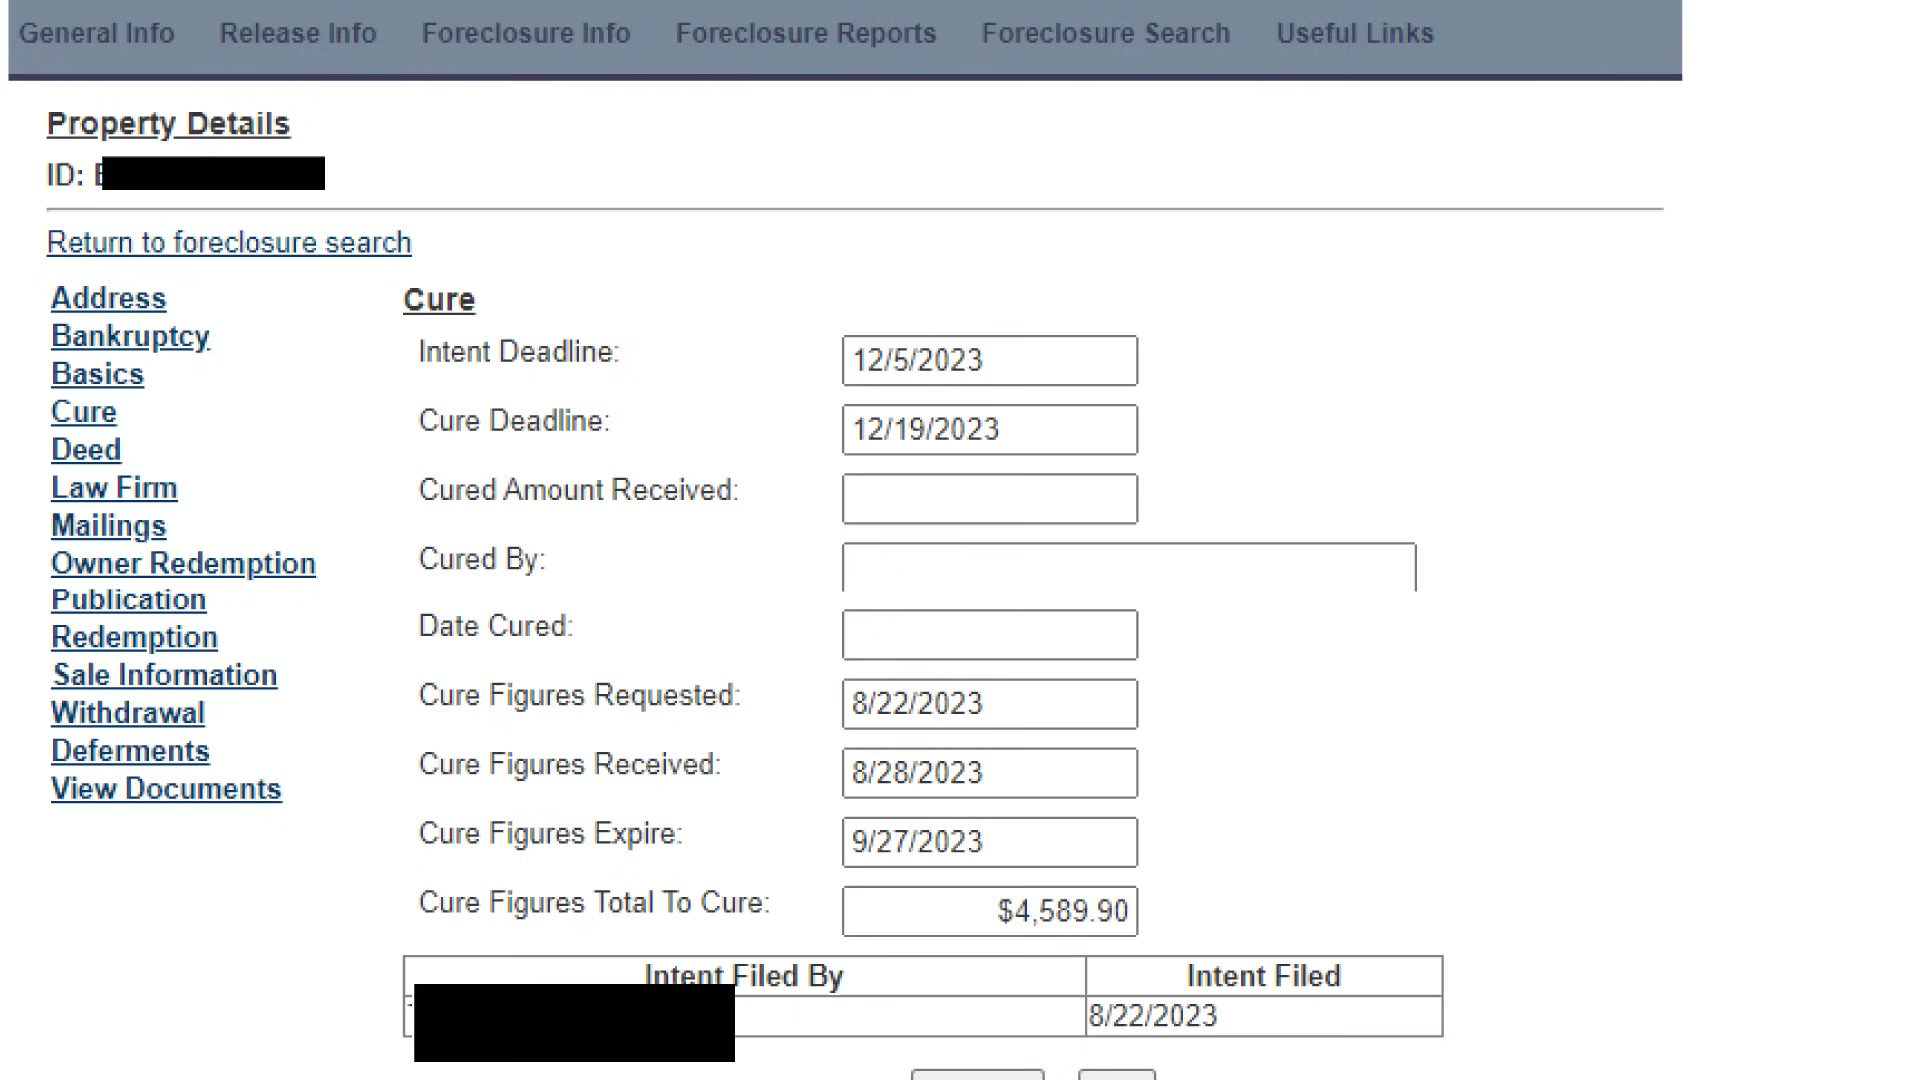 General Info Release Info Foreclosure Info Foreclosure Reports Foreclosure Search Useful Links
Property Details
ID:
Return to foreclosure search
Address
Bankruptcy
Basics
Cure
Deed
Law Firm
Mailings
Owner Redemption
Publication
Redemption
Sale Information
Withdrawal
Deferments
View Documents
Cure
Intent Deadline: 12/5/2023
Cure Deadline: 12/19/2023
Cured Amount Received:
Cured By:
Date Cured:
Cure Figures Requested: 8/22/2023
Cure Figures Received: 8/28/2023
Cure Figures Expire: 9/27/2023
Cure Figures Total To Cure: $4,589.90
Intent Filed By Intent Filed
8/22/2023